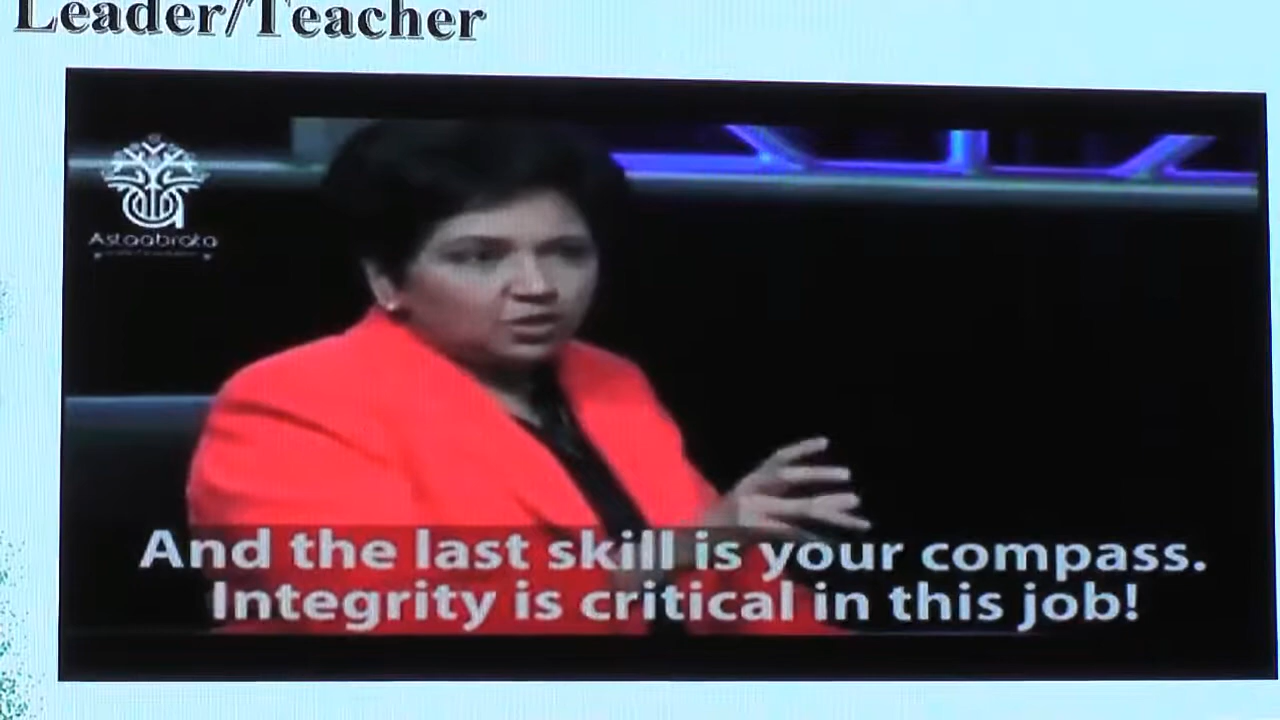 Leader/Teacher
Astaabrata
And the last skill is your compass.
Integrity is critical in this job!